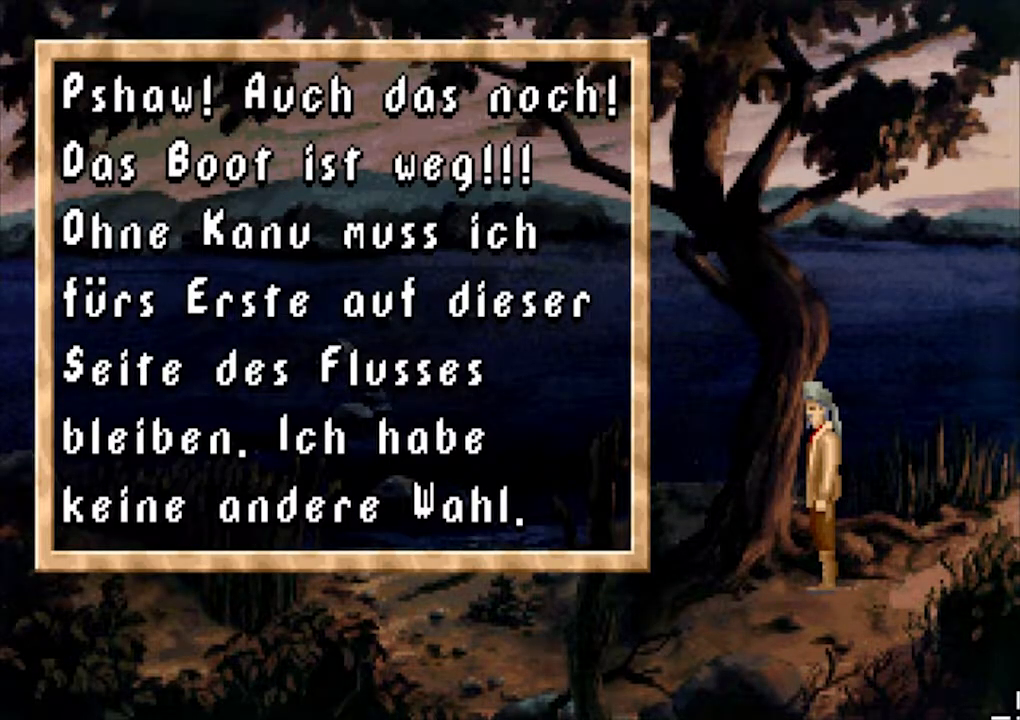 Pshaw! Auch das noch!
Das Boot ist weg!!!
Ohne Kanu muss ich
fürs Erste auf dieser
Seite des Flusses
bleiben. Ich habe
keine andere Wahl.